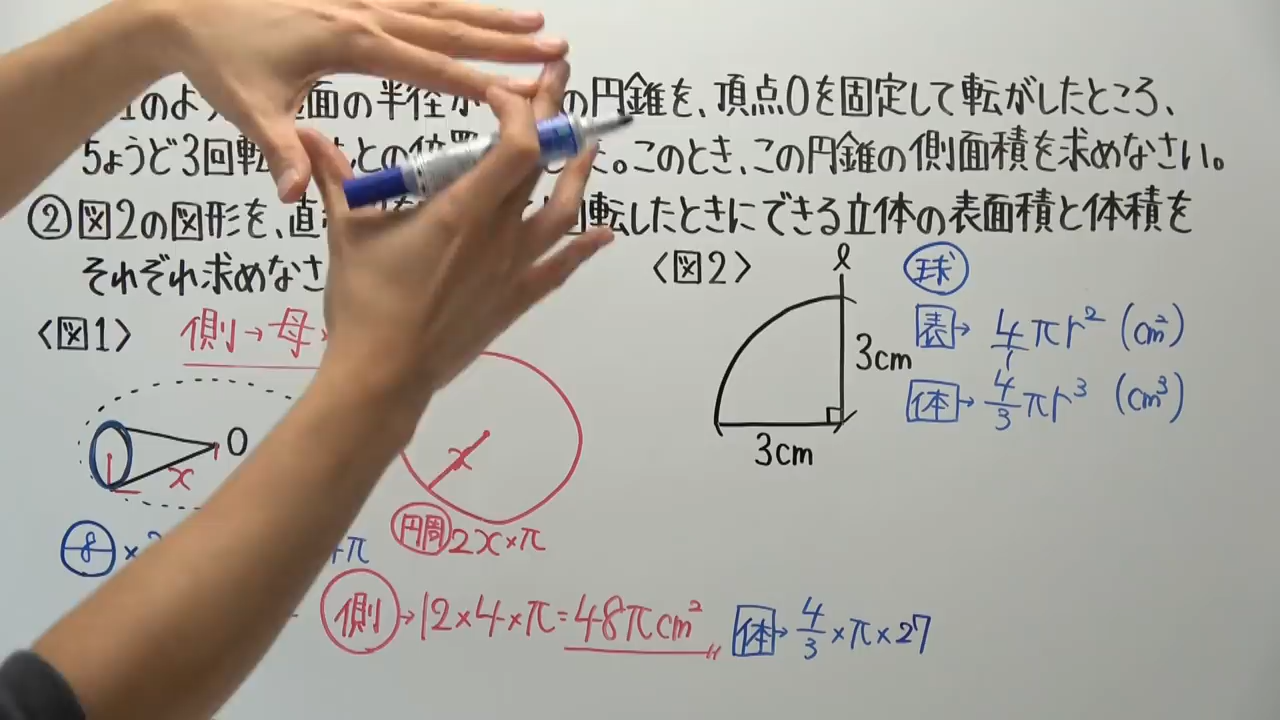 のよ 面の半径が の円錐を、頂点Oを固定して転がしたところ、
ちょうど3回転 もとの位置 た。このとき、この円錐の側面積を求めなさい。
②図2の図形を、直 回転したときにできる立体の表面積と体積を
それぞれ求めなさ
〈図1〉
側→母
O
x
x
円周 2x×π
8×
π
側→12×4×π=48πcm²
〈図2〉
ℓ
3cm
3cm
球
表→4πr² (cm²)
体→4/3πr³ (cm³)
体→4/3×π×27